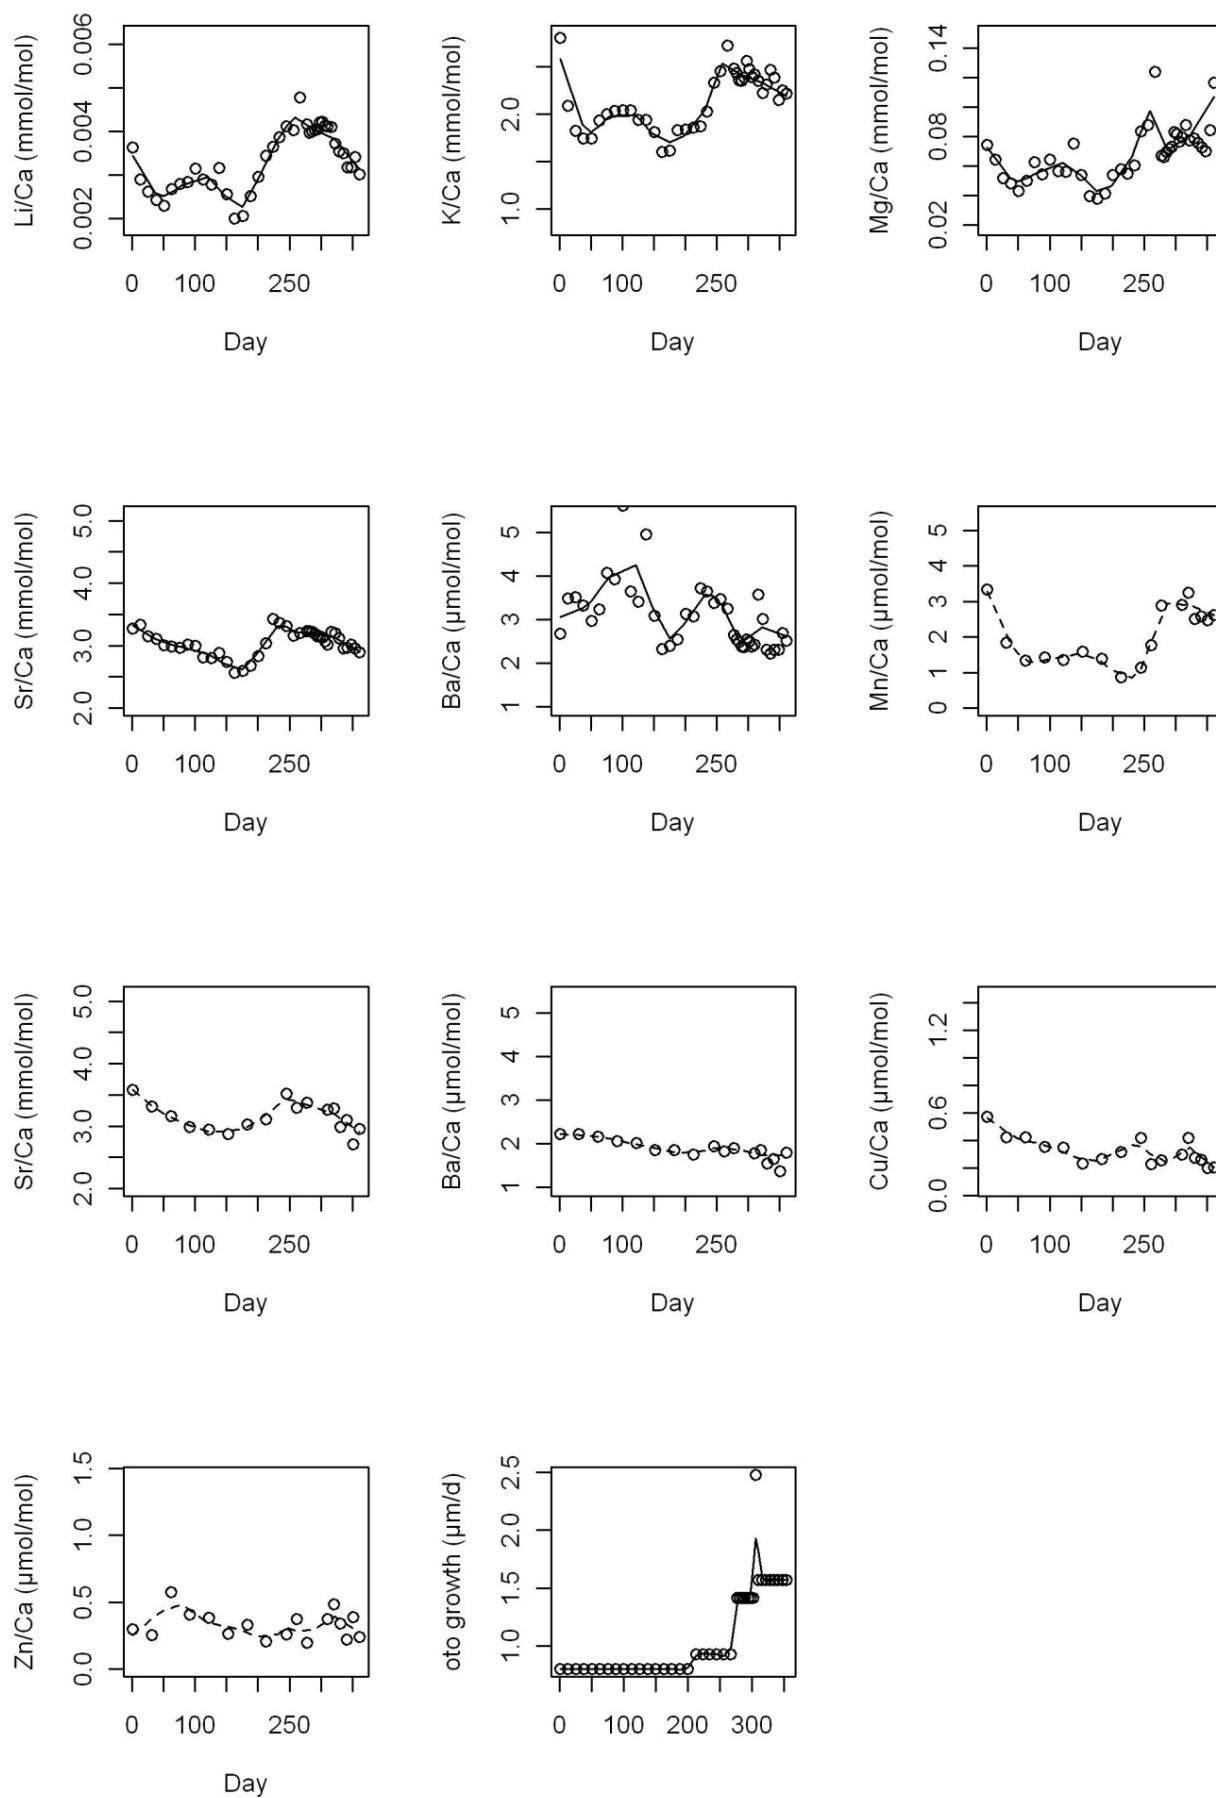 Li/Ca (mmol/mol)
0.002 0.004 0.006
0 100 250
Day
K/Ca (mmol/mol)
1.0 2.0
0 100 250
Day
Mg/Ca (mmol/mol)
0.02 0.08 0.14
0 100 250
Day
Sr/Ca (mmol/mol)
2.0 3.0 4.0 5.0
0 100 250
Day
Ba/Ca (µmol/mol)
1 2 3 4 5
0 100 250
Day
Mn/Ca (µmol/mol)
0 1 2 3 4 5
0 100 250
Day
Sr/Ca (mmol/mol)
2.0 3.0 4.0 5.0
0 100 250
Day
Ba/Ca (µmol/mol)
1 2 3 4 5
0 100 250
Day
Cu/Ca (µmol/mol)
0.0 0.6 1.2
0 100 250
Day
Zn/Ca (µmol/mol)
0.0 0.5 1.0 1.5
0 100 250
Day
oto growth (µm/d)
1.0 1.5 2.0 2.5
0 100 200 300